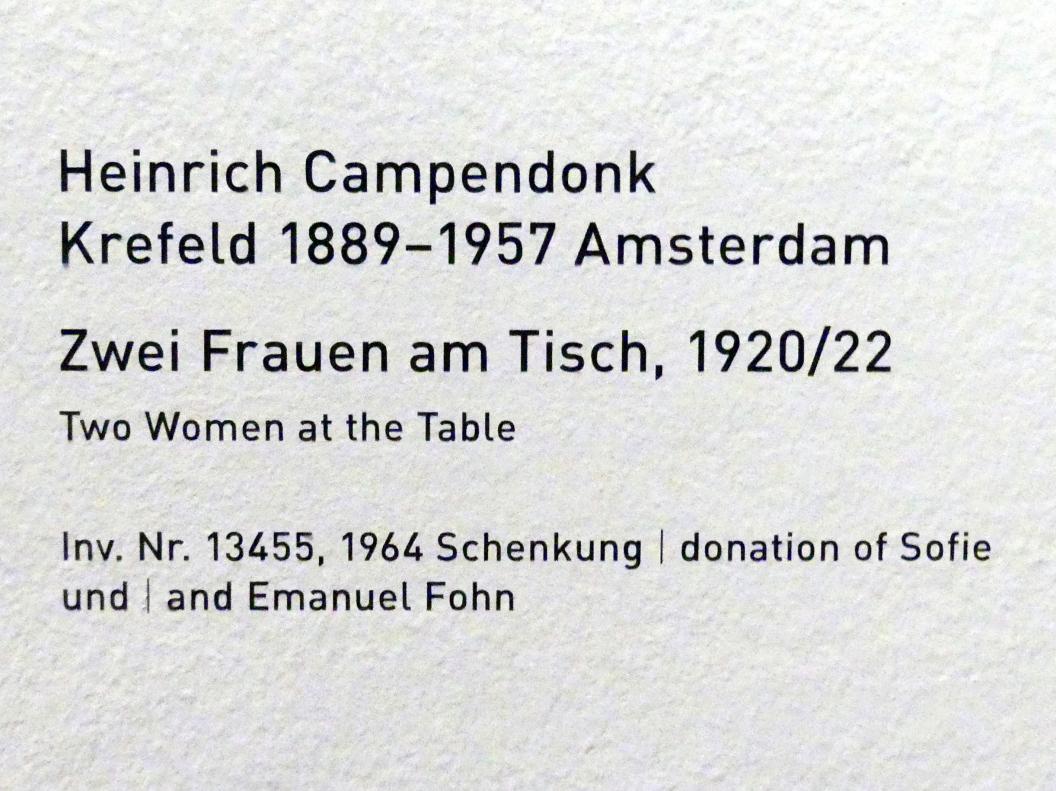 Heinrich Campendonk
Krefeld 1889–1957 Amsterdam
Zwei Frauen am Tisch, 1920/22
Two Women at the Table
Inv. Nr. 13455, 1964 Schenkung | donation of Sofie
und | and Emanuel Fohn